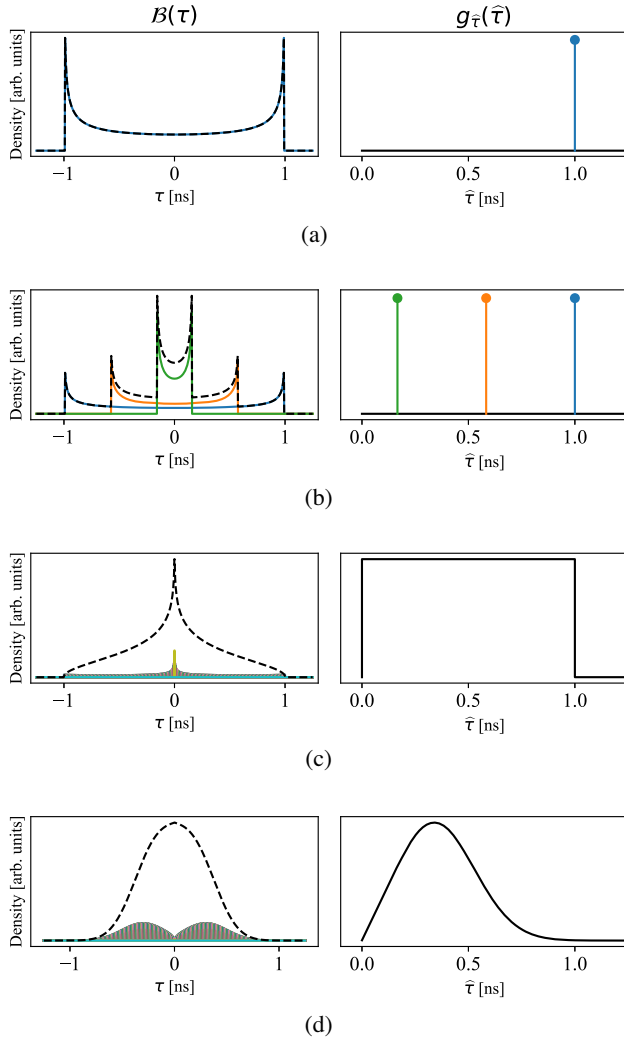 𝓑(τ)
g_τ̂(τ̂)
Density [arb. units]
−1 0 1
τ [ns]
0.0 0.5 1.0
τ̂ [ns]
(a)
Density [arb. units]
−1 0 1
τ [ns]
0.0 0.5 1.0
τ̂ [ns]
(b)
Density [arb. units]
−1 0 1
τ [ns]
0.0 0.5 1.0
τ̂ [ns]
(c)
Density [arb. units]
−1 0 1
τ [ns]
0.0 0.5 1.0
τ̂ [ns]
(d)